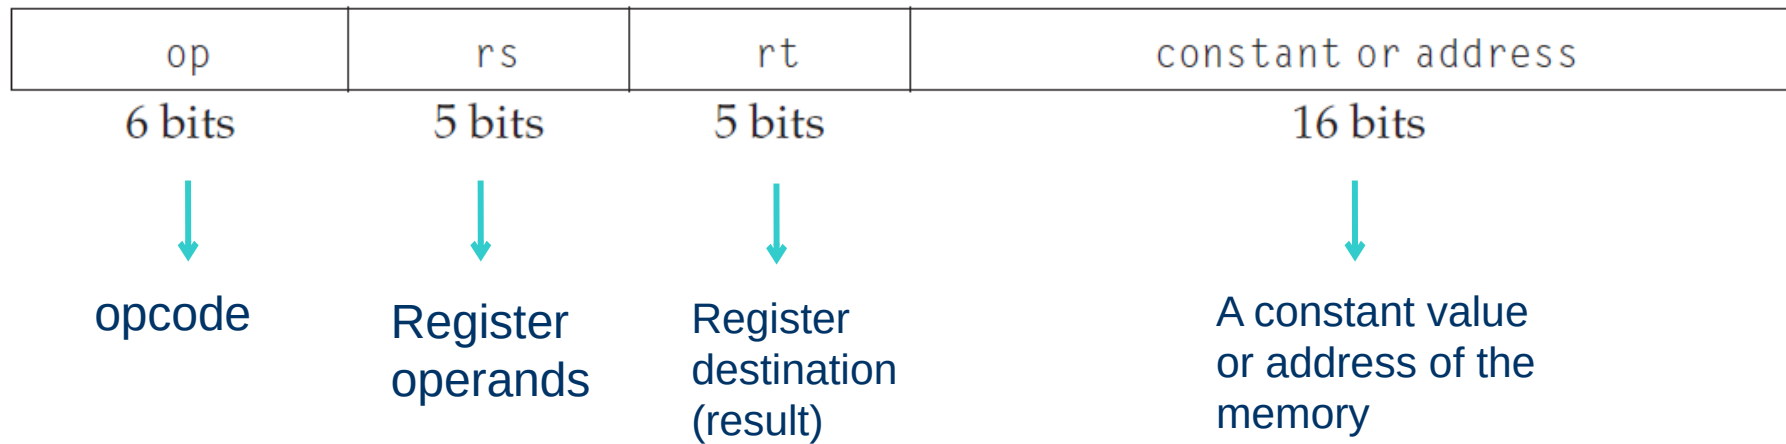 op rs rt constant or address
6 bits 5 bits 5 bits 16 bits
opcode
Register
operands
Register
destination
(result)
A constant value
or address of the
memory